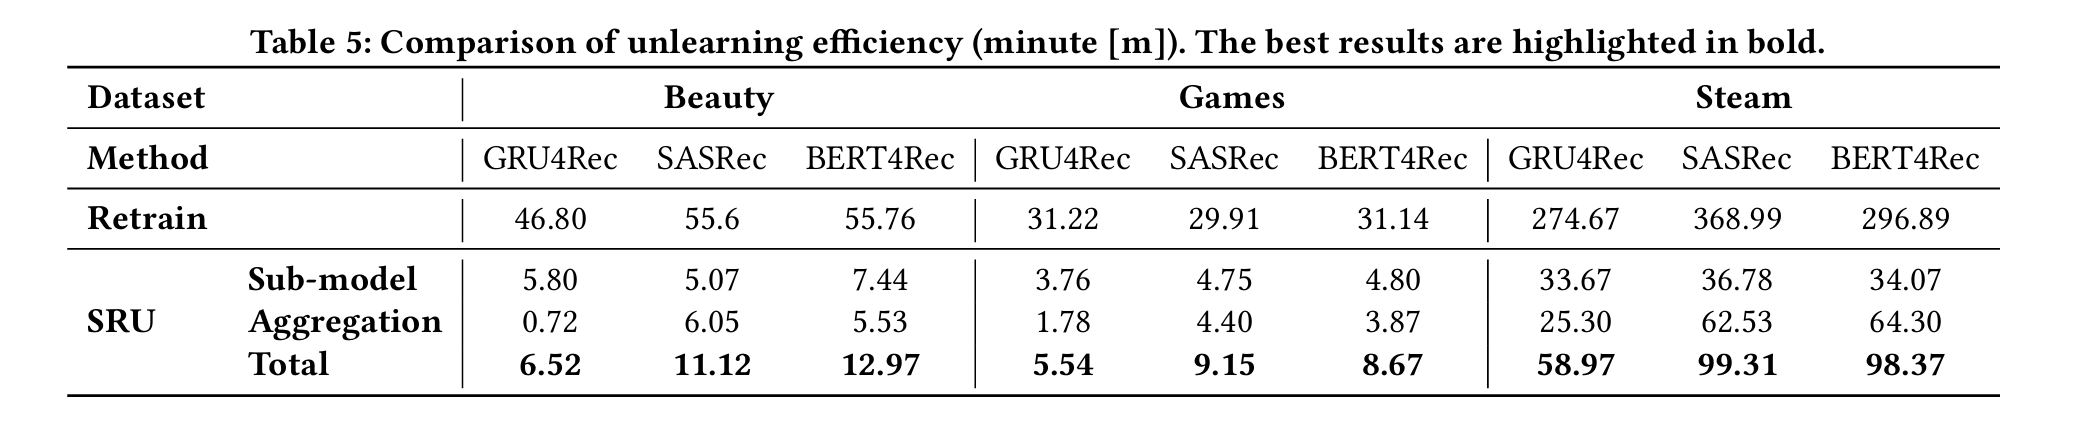 Table 5: Comparison of unlearning efficiency (minute [m]). The best results are highlighted in bold.
Dataset Beauty Games Steam
Method GRU4Rec SASRec BERT4Rec GRU4Rec SASRec BERT4Rec GRU4Rec SASRec BERT4Rec
Retrain 46.80 55.6 55.76 31.22 29.91 31.14 274.67 368.99 296.89
Sub-model 5.80 5.07 7.44 3.76 4.75 4.80 33.67 36.78 34.07
SRU Aggregation 0.72 6.05 5.53 1.78 4.40 3.87 25.30 62.53 64.30
Total 6.52 11.12 12.97 5.54 9.15 8.67 58.97 99.31 98.37